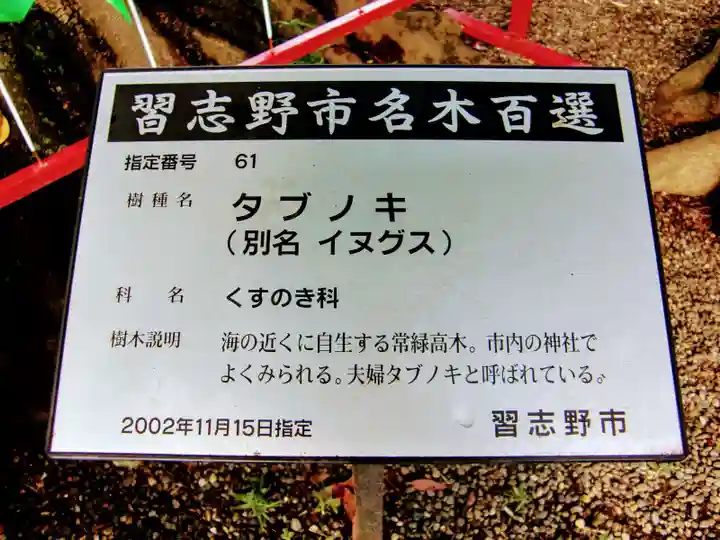 習志野市名木百選
指定番号 61
樹種名 タブノキ
（別名 イヌグス）
科名 くすのき科
樹木説明 海の近くに自生する常緑高木。市内の神社で
よくみられる。夫婦タブノキと呼ばれている。
2002年11月15日指定 習志野市